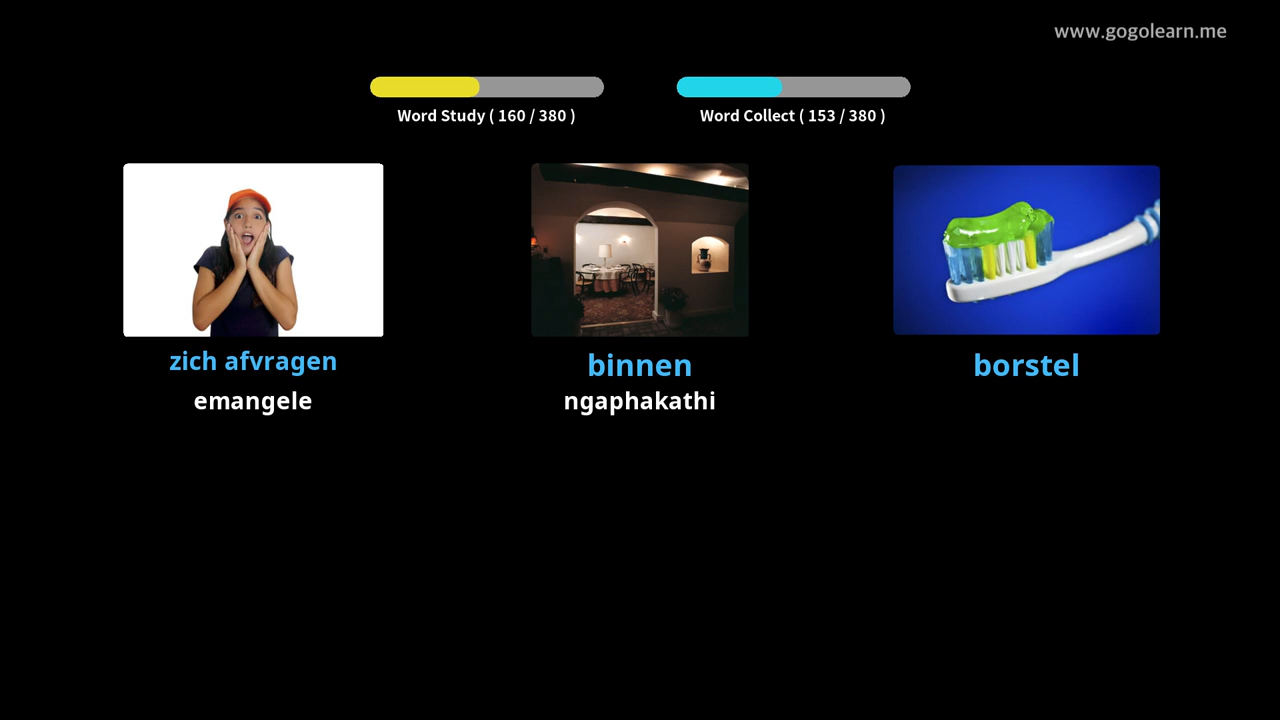 www.gogolearn.me
Word Study ( 160 / 380 )
Word Collect ( 153 / 380 )
zich afvragen
emangele
binnen
ngaphakathi
borstel